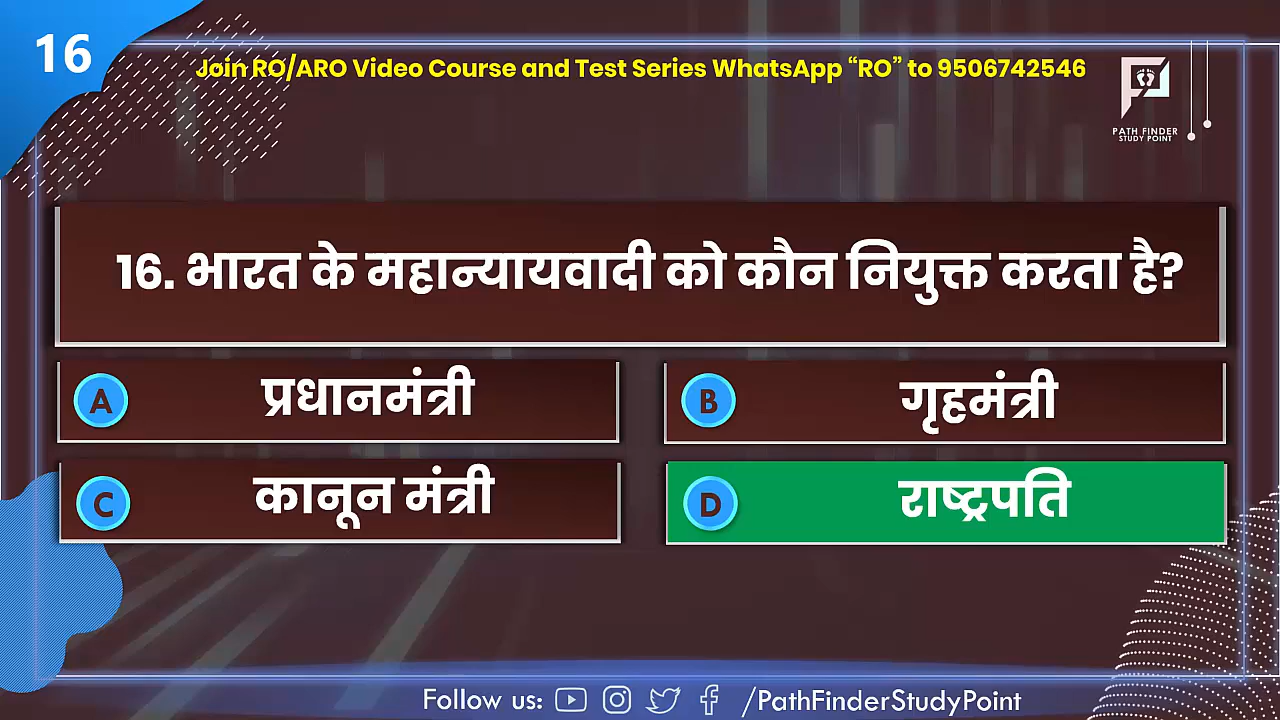 16
Join RO/ARO Video Course and Test Series WhatsApp “RO” to 9506742546
PATH FINDER
STUDY POINT
16. भारत के महान्यायवादी को कौन नियुक्त करता है?
A प्रधानमंत्री
B गृहमंत्री
C कानून मंत्री
D राष्ट्रपति
Follow us: /PathFinderStudyPoint